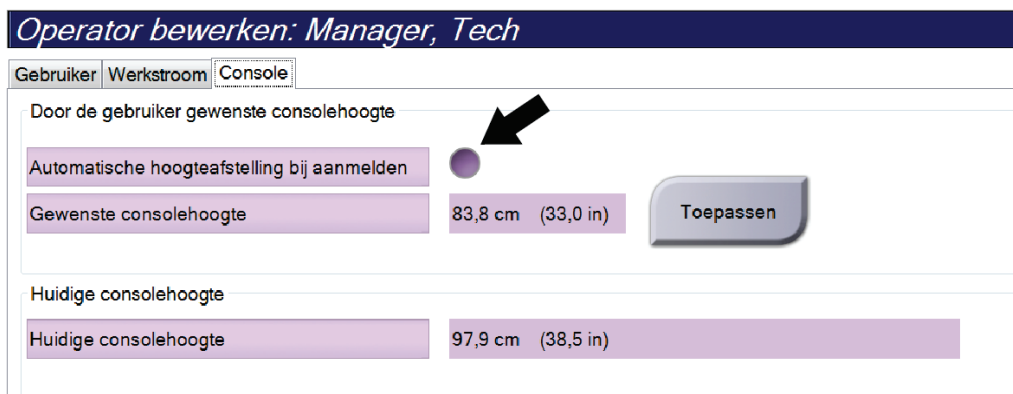 Operator bewerken: Manager, Tech
Gebruiker Werkstroom Console
Door de gebruiker gewenste consolehoogte
Automatische hoogteafstelling bij aanmelden
Gewenste consolehoogte 83,8 cm (33,0 in) Toepassen
Huidige consolehoogte
Huidige consolehoogte 97,9 cm (38,5 in)